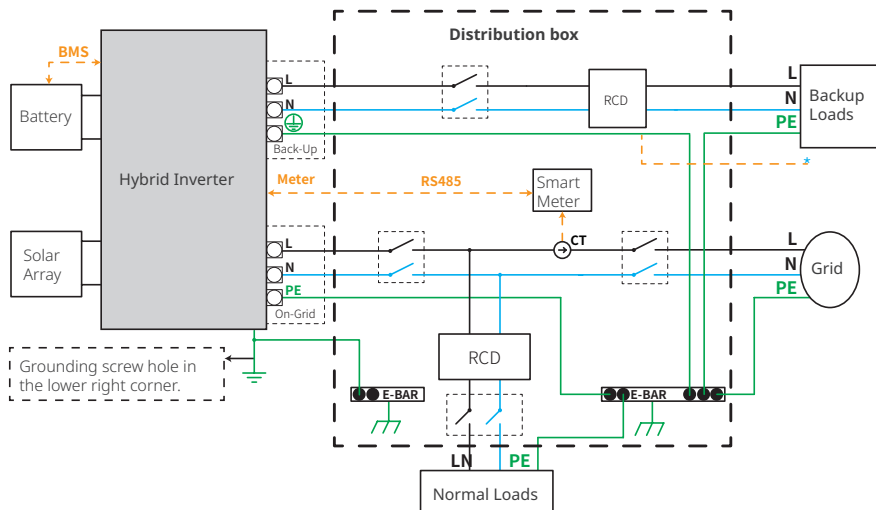 Distribution box
BMS
L
L
Battery
N
RCD
N
Backup
Loads
PE
Back-Up
*
Hybrid Inverter
Meter
RS485
Smart
Meter
CT
L
L
Solar
Array
N
N
Grid
PE
PE
On-Grid
RCD
Grounding screw hole in
the lower right corner.
E-BAR
E-BAR
LN
PE
Normal Loads